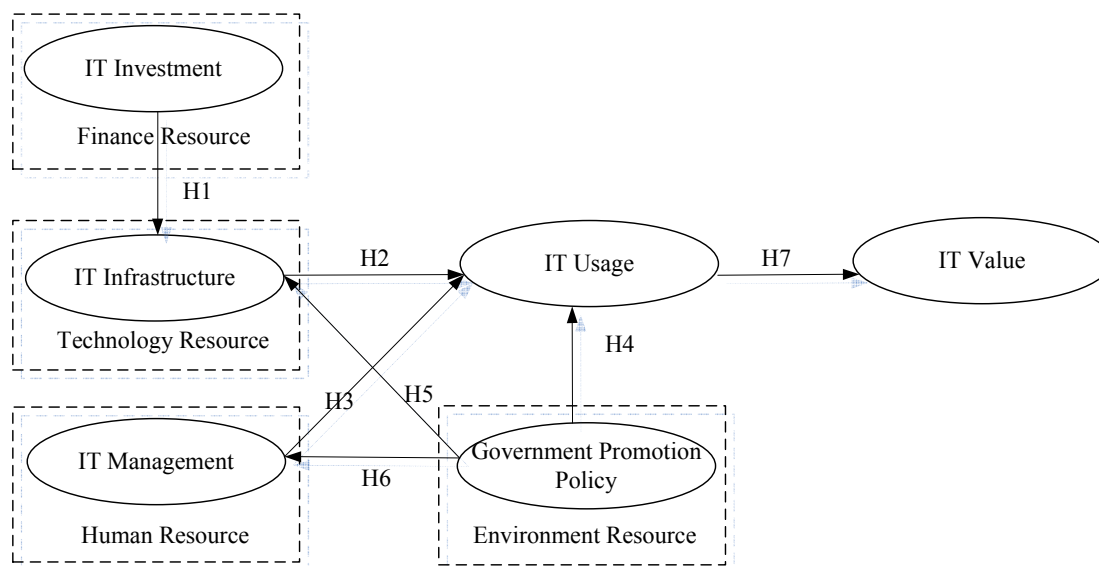 IT Investment
Finance Resource
H1
IT Infrastructure
Technology Resource
H2
IT Usage
H7
IT Value
H4
H3
H5
IT Management
Human Resource
H6
Government Promotion
Policy
Environment Resource